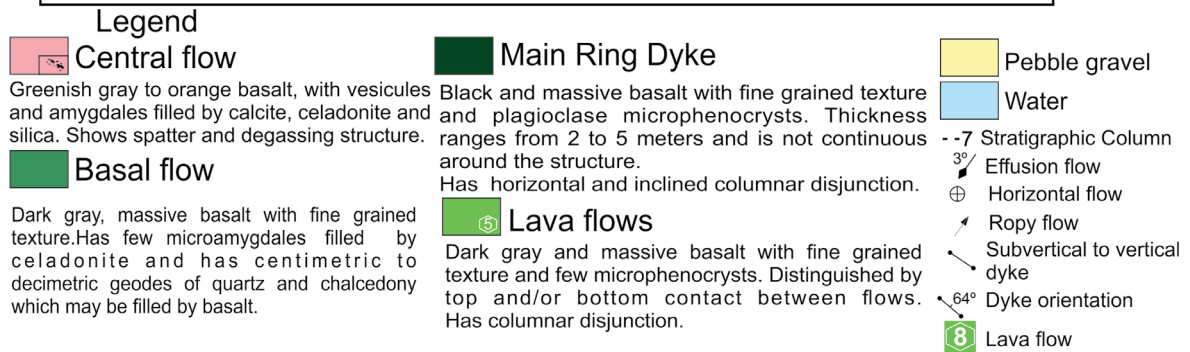 Legend
Central flow
Greenish gray to orange basalt, with vesicules
and amygdales filled by calcite, celadonite and
silica. Shows spatter and degassing structure.
Basal flow
Dark gray, massive basalt with fine grained
texture.Has few microamygdales filled by
celadonite and has centimetric to
decimetric geodes of quartz and chalcedony
which may be filled by basalt.
Main Ring Dyke
Black and massive basalt with fine grained texture
and plagioclase microphenocrysts. Thickness
ranges from 2 to 5 meters and is not continuous
around the structure.
Has horizontal and inclined columnar disjunction.
5 Lava flows
Dark gray and massive basalt with fine grained
texture and few microphenocrysts. Distinguished by
top and/or bottom contact between flows.
Has columnar disjunction.
Pebble gravel
Water
- -7 Stratigraphic Column
3º Effusion flow
Horizontal flow
Ropy flow
Subvertical to vertical
dyke
64º Dyke orientation
8 Lava flow